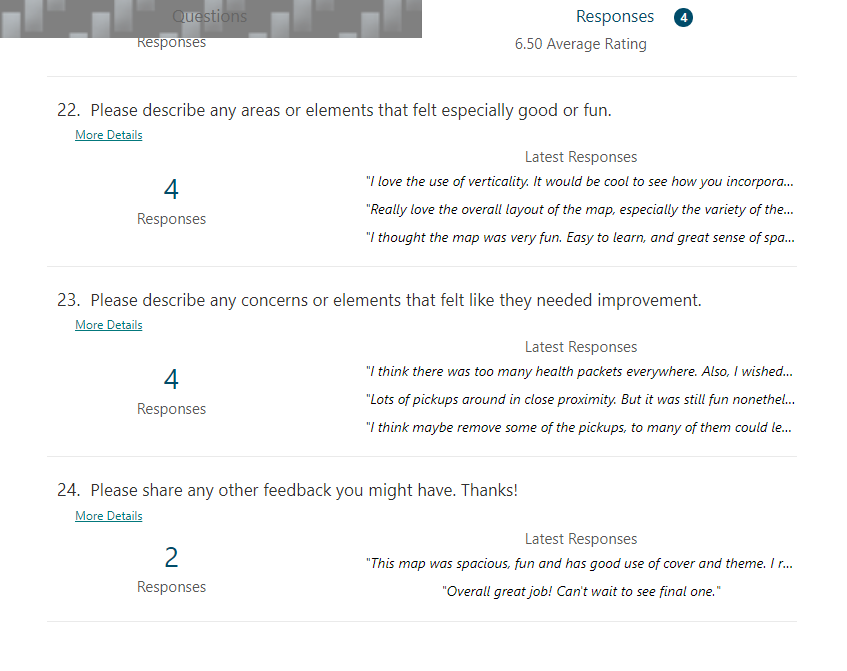 Questions
Responses 4
Responses
6.50 Average Rating
22. Please describe any areas or elements that felt especially good or fun.
More Details
4
Responses
Latest Responses
"I love the use of verticality. It would be cool to see how you incorpora...
"Really love the overall layout of the map, especially the variety of the...
"I thought the map was very fun. Easy to learn, and great sense of spa...
23. Please describe any concerns or elements that felt like they needed improvement.
More Details
4
Responses
Latest Responses
"I think there was too many health packets everywhere. Also, I wished...
"Lots of pickups around in close proximity. But it was still fun nonethel...
"I think maybe remove some of the pickups, to many of them could le...
24. Please share any other feedback you might have. Thanks!
More Details
2
Responses
Latest Responses
"This map was spacious, fun and has good use of cover and theme. I r...
"Overall great job! Can't wait to see final one."